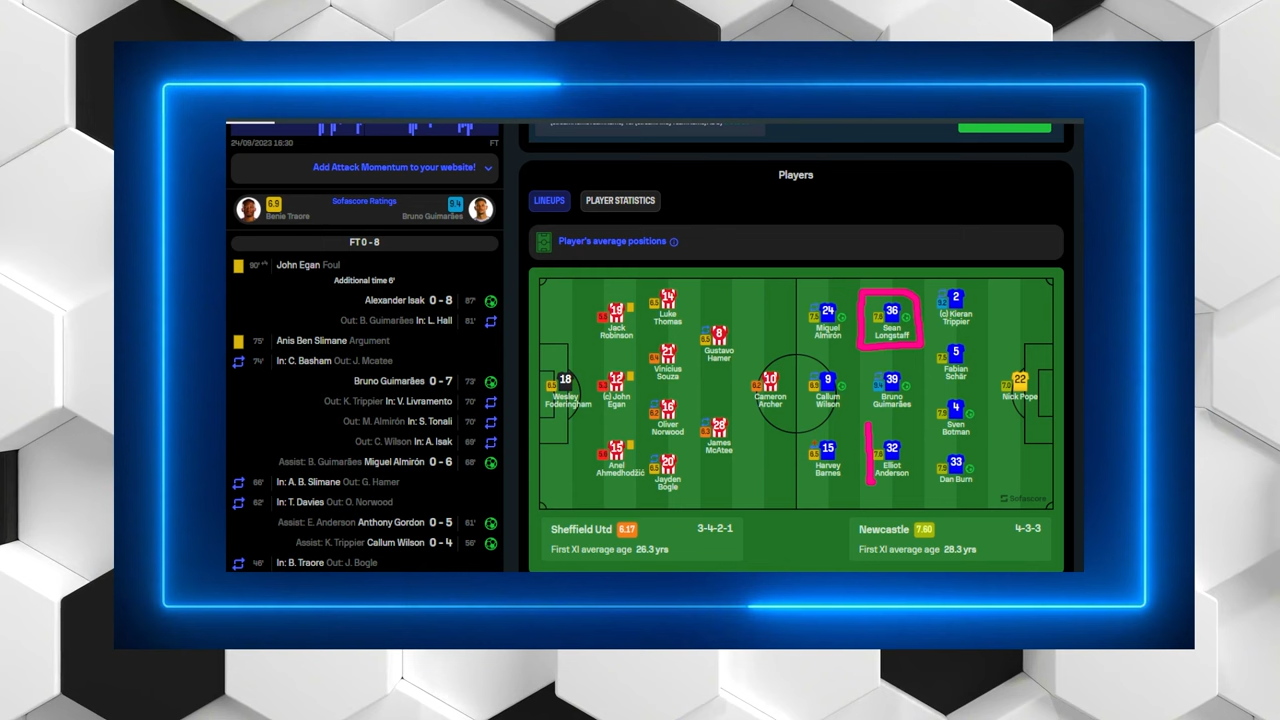 24/09/2023 16:30
FT
Add Attack Momentum to your website!
6.9
Benie Traore
Sofascore Ratings
9.4
Bruno Guimarães
FT 0 - 8
90'+4 John Egan Foul
Additional time 6'
Alexander Isak 0 - 8 87'
Out: B. Guimarães In: L. Hall 81'
75' Anis Ben Slimane Argument
74' In: C. Basham Out: J. Mcatee
Bruno Guimarães 0 - 7 73'
Out: K. Trippier In: V. Livramento 70'
Out: M. Almirón In: S. Tonali 70'
Out: C. Wilson In: A. Isak 69'
Assist: B. Guimarães Miguel Almirón 0 - 6 68'
66' In: A. B. Slimane Out: G. Hamer
62' In: T. Davies Out: O. Norwood
Assist: E. Anderson Anthony Gordon 0 - 5 61'
Assist: K. Trippier Callum Wilson 0 - 4 56'
46' In: B. Traore Out: J. Bogle
Players
LINEUPS
PLAYER STATISTICS
Player's average positions
18
Wesley
Foderingham
19
Jack
Robinson
12
(c) John
Egan
15
Anel
Ahmedhodžić
14
Luke
Thomas
21
Vinicius
Souza
16
Oliver
Norwood
20
Jayden
Bogle
8
Gustavo
Hamer
28
James
McAtee
10
Cameron
Archer
24
Miguel
Almirón
9
Callum
Wilson
15
Harvey
Barnes
36
Sean
Longstaff
39
Bruno
Guimarães
32
Elliot
Anderson
2
(c) Kieran
Trippier
5
Fabian
Schär
4
Sven
Botman
33
Dan Burn
22
Nick Pope
Sofascore
Sheffield Utd 6.17
3-4-2-1
First XI average age 26.3 yrs
Newcastle 7.60
4-3-3
First XI average age 28.3 yrs